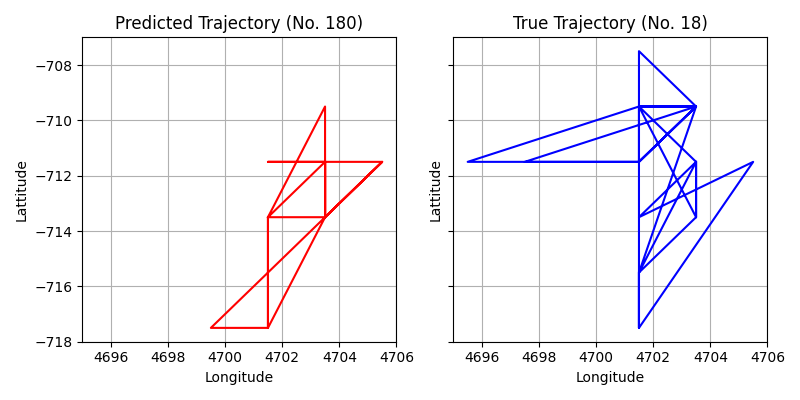 Predicted Trajectory (No. 180)
True Trajectory (No. 18)
−708
−710
−712
−714
−716
−718
Lattitude
Lattitude
4696 4698 4700 4702 4704 4706
4696 4698 4700 4702 4704 4706
Longitude
Longitude